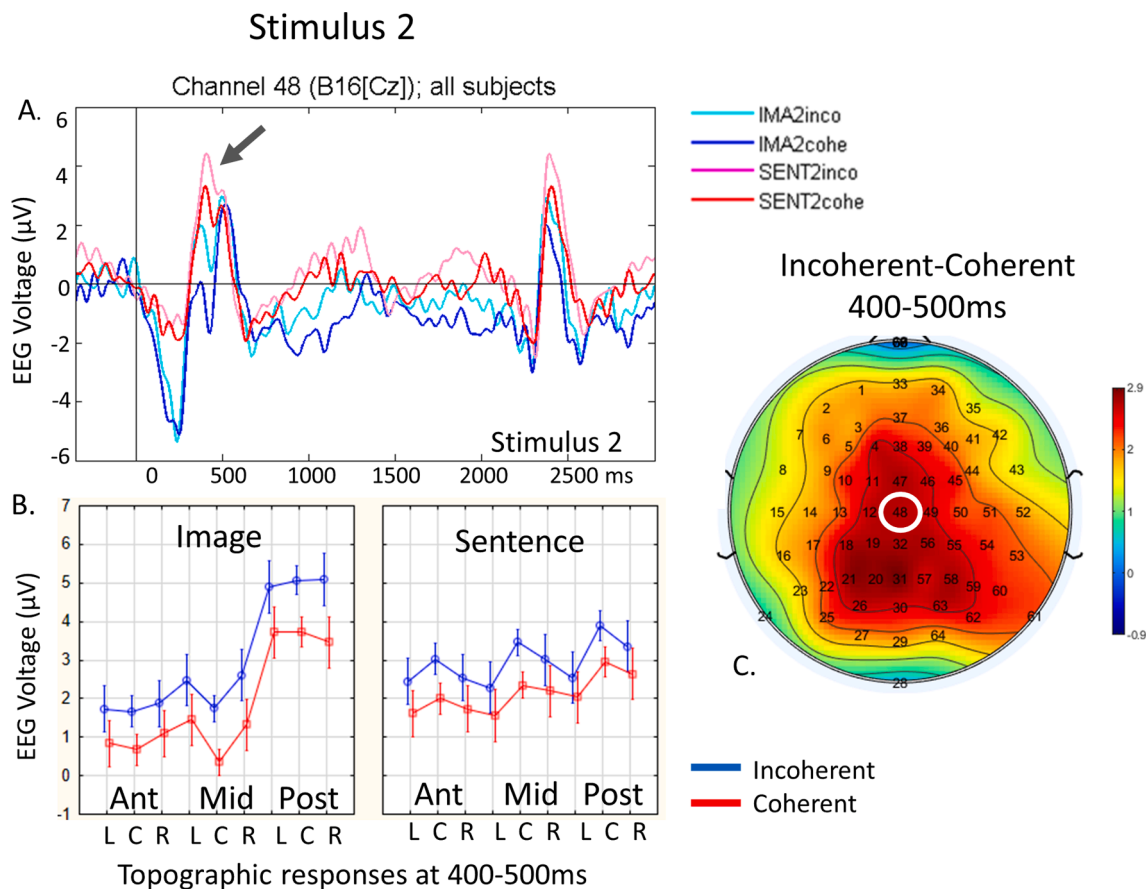 Stimulus 2
Channel 48 (B16[Cz]); all subjects
A.
6
4
2
0
-2
-4
-6
EEG Voltage (µV)
Stimulus 2
0 500 1000 1500 2000 2500 ms
IMA2inco
IMA2cohe
SENT2inco
SENT2cohe
Incoherent-Coherent
400-500ms
33
1 34
2 35
37
3 36
7 6 5 4 38 39 40 41 42
8 9 44 43
10 11 47 46 45
15 14 13 12 48 49 50 51 52
16 17 18 19 32 56 55 54 53
23 22 21 20 31 57 58 59 60
24 25 26 30 63 62 61
27 29 64
28
2.9
2
1
0
-0.9
C.
B.
7
6
5
4
3
2
1
0
-1
EEG Voltage (µV)
Image
Ant Mid Post
L C R L C R L C R
Sentence
Ant Mid Post
L C R L C R L C R
Topographic responses at 400-500ms
Incoherent
Coherent